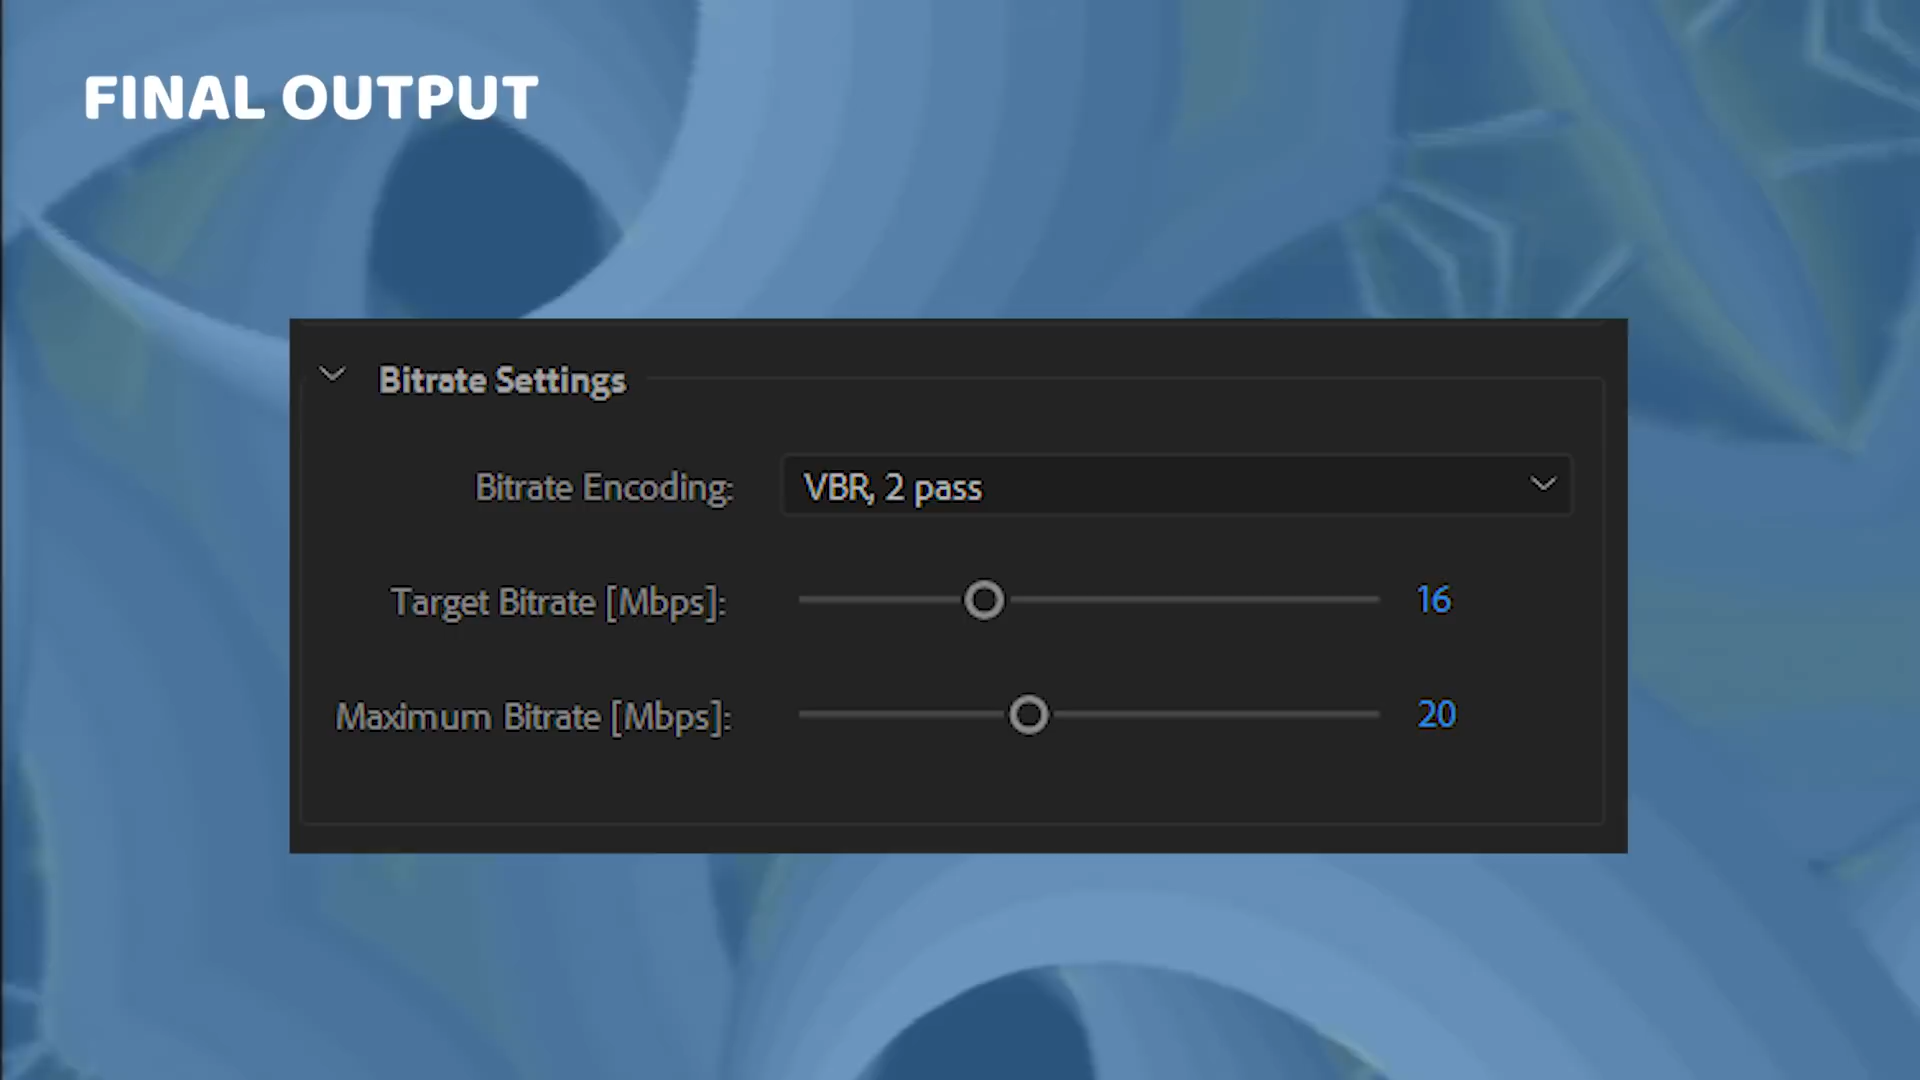 FINAL OUTPUT
Bitrate Settings
Bitrate Encoding: VBR, 2 pass
Target Bitrate [Mbps]: 16
Maximum Bitrate [Mbps]: 20